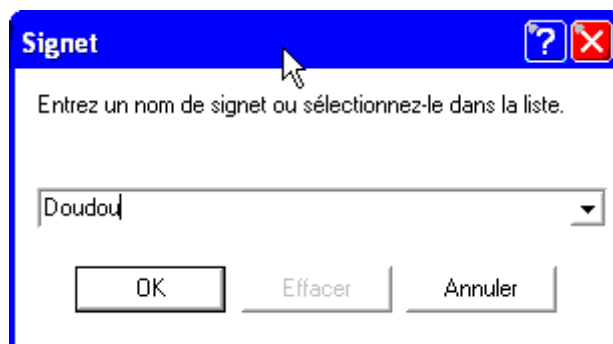 Signet
Entrez un nom de signet ou sélectionnez-le dans la liste.
Doudou
OK Effacer Annuler